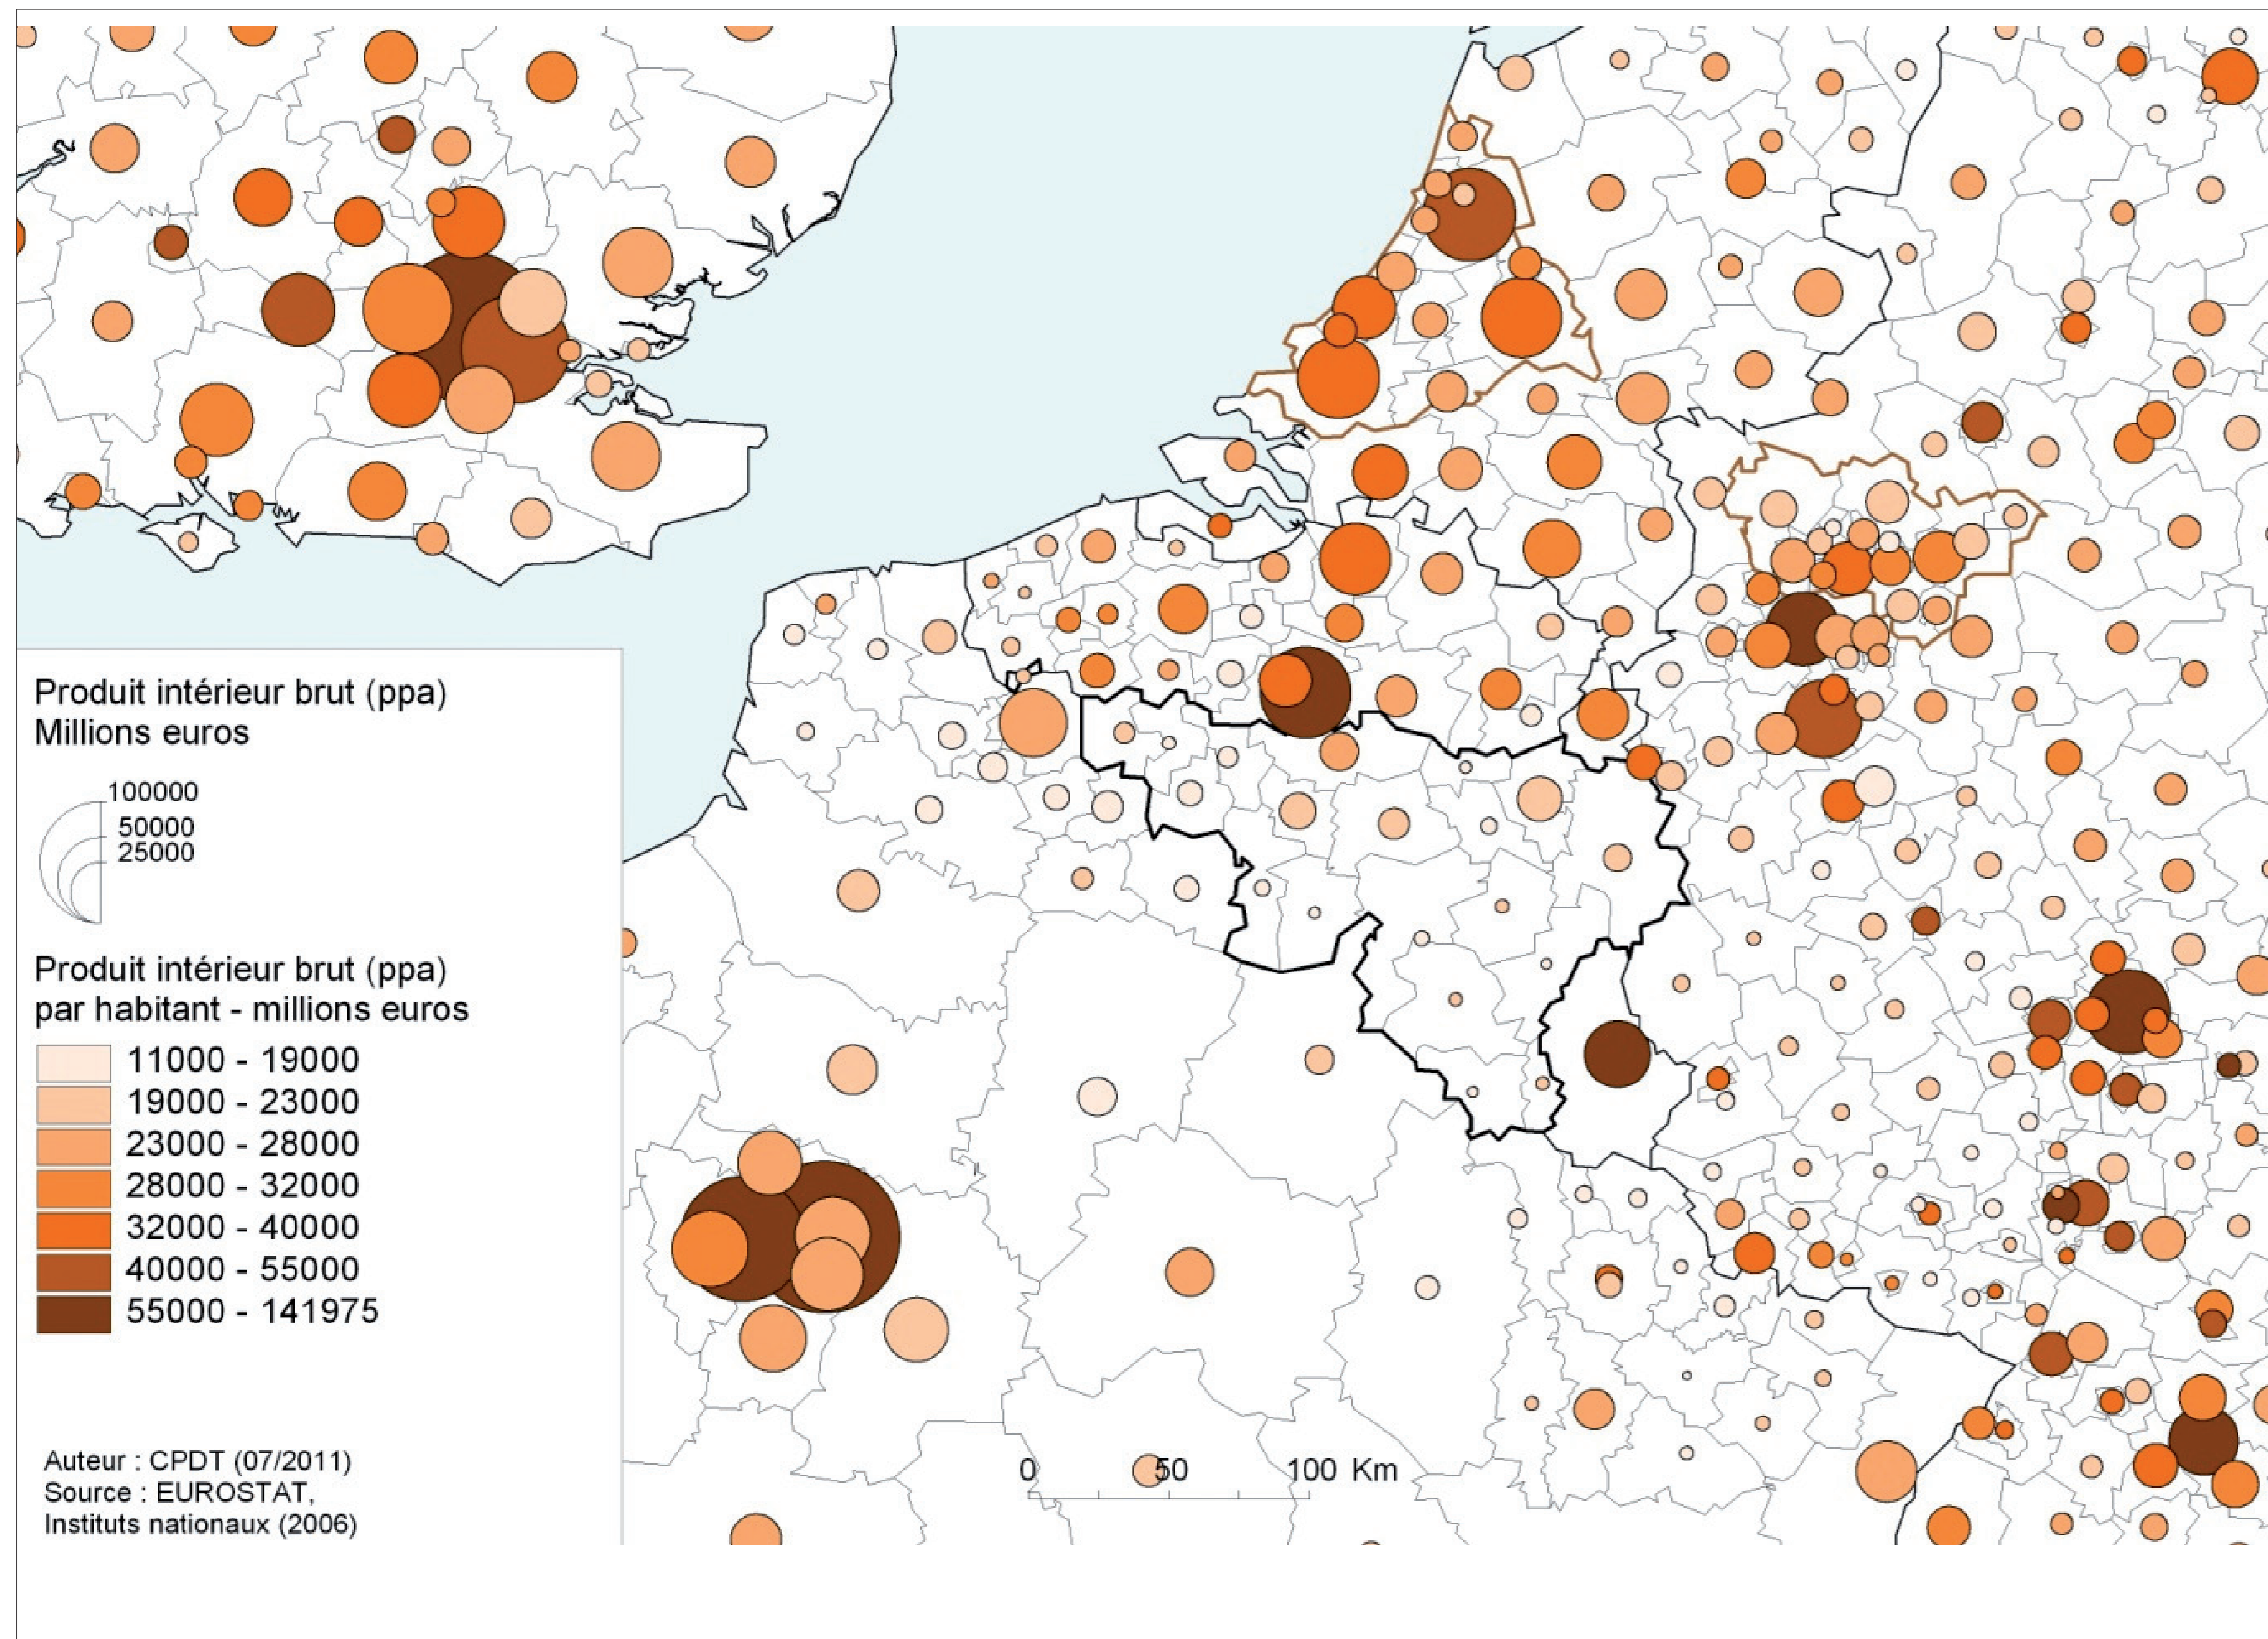 Produit intérieur brut (ppa)
Millions euros
100000
50000
25000
Produit intérieur brut (ppa)
par habitant - millions euros
11000 - 19000
19000 - 23000
23000 - 28000
28000 - 32000
32000 - 40000
40000 - 55000
55000 - 141975
Auteur : CPDT (07/2011)
Source : EUROSTAT,
Instituts nationaux (2006)
0 50 100 Km